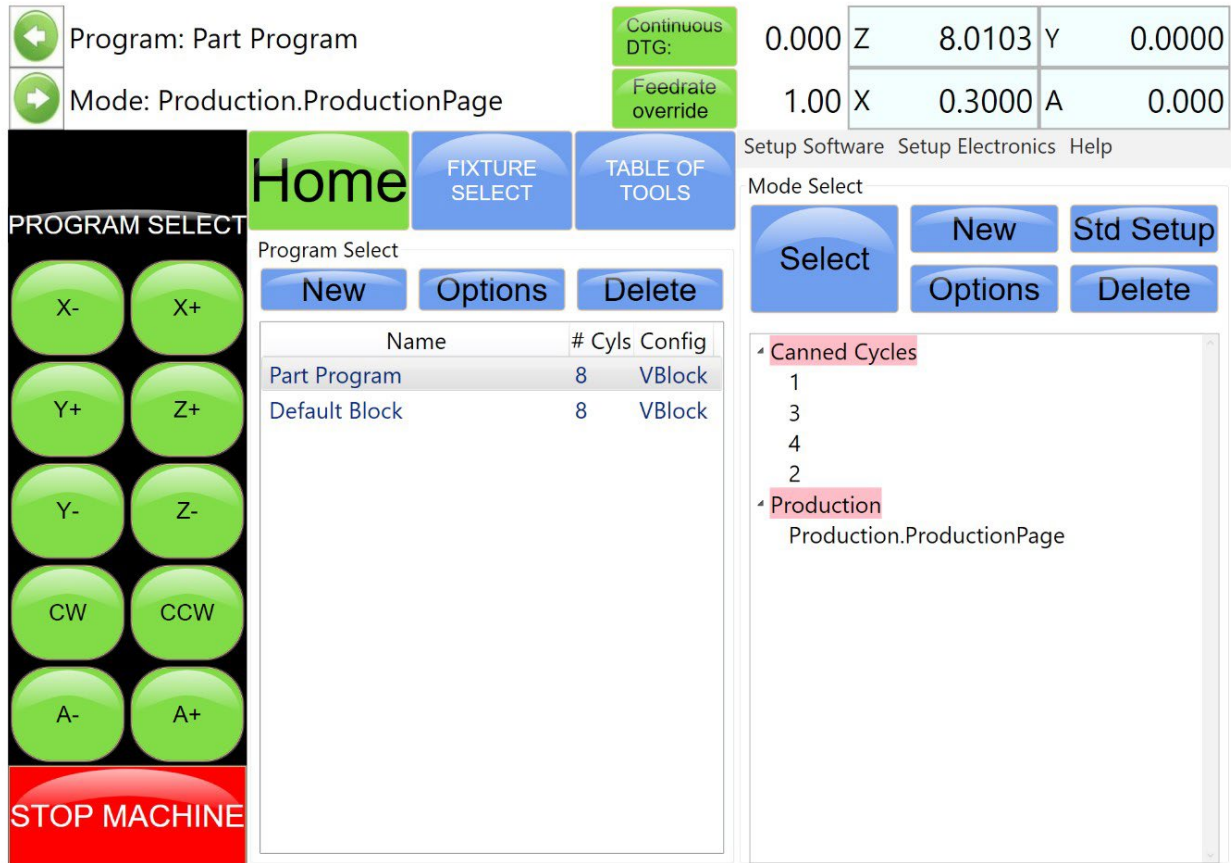 Program: Part Program
Continuous
DTG:
0.000 Z 8.0103 Y 0.0000
Mode: Production.ProductionPage
Feedrate
override
1.00 X 0.3000 A 0.000
PROGRAM SELECT
X- X+
Y+ Z+
Y- Z-
CW CCW
A- A+
STOP MACHINE
Home
FIXTURE
SELECT
TABLE OF
TOOLS
Program Select
New Options Delete
Name # Cyls Config
Part Program 8 VBlock
Default Block 8 VBlock
Setup Software Setup Electronics Help
Mode Select
Select
New Std Setup
Options Delete
Canned Cycles
1
3
4
2
Production
Production.ProductionPage